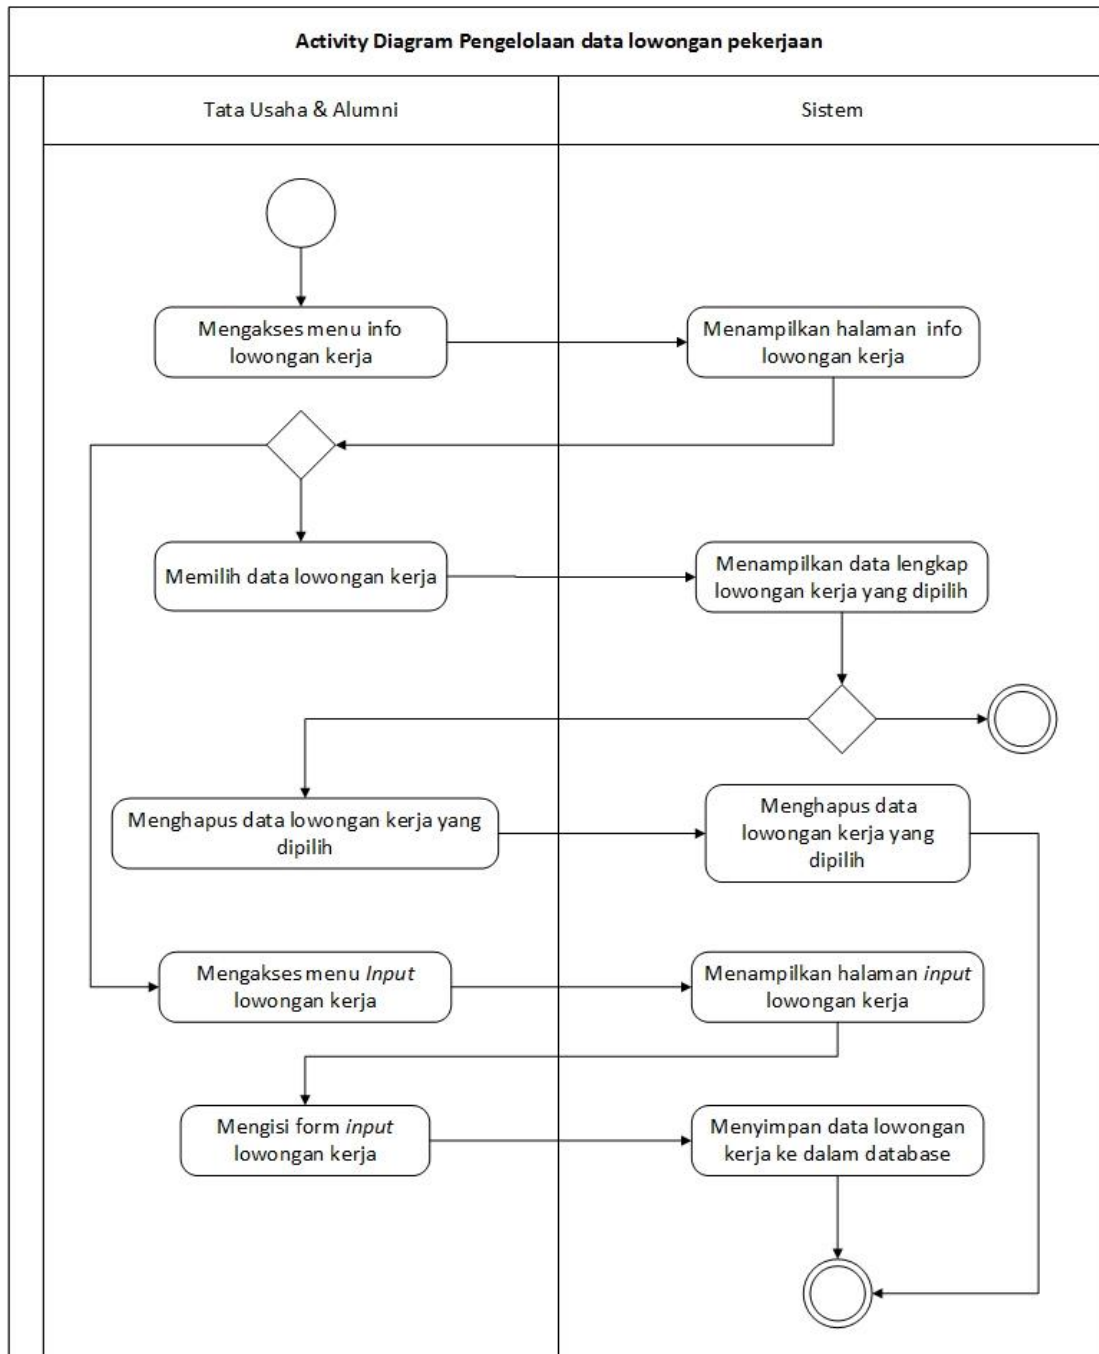 Activity Diagram Pengelolaan data lowongan pekerjaan
Tata Usaha & Alumni
Sistem
Mengakses menu info
lowongan kerja
Menampilkan halaman info
lowongan kerja
Memilih data lowongan kerja
Menampilkan data lengkap
lowongan kerja yang dipilih
Menghapus data lowongan kerja yang
dipilih
Menghapus data
lowongan kerja yang
dipilih
Mengakses menu Input
lowongan kerja
Menampilkan halaman input
lowongan kerja
Mengisi form input
lowongan kerja
Menyimpan data lowongan
kerja ke dalam database